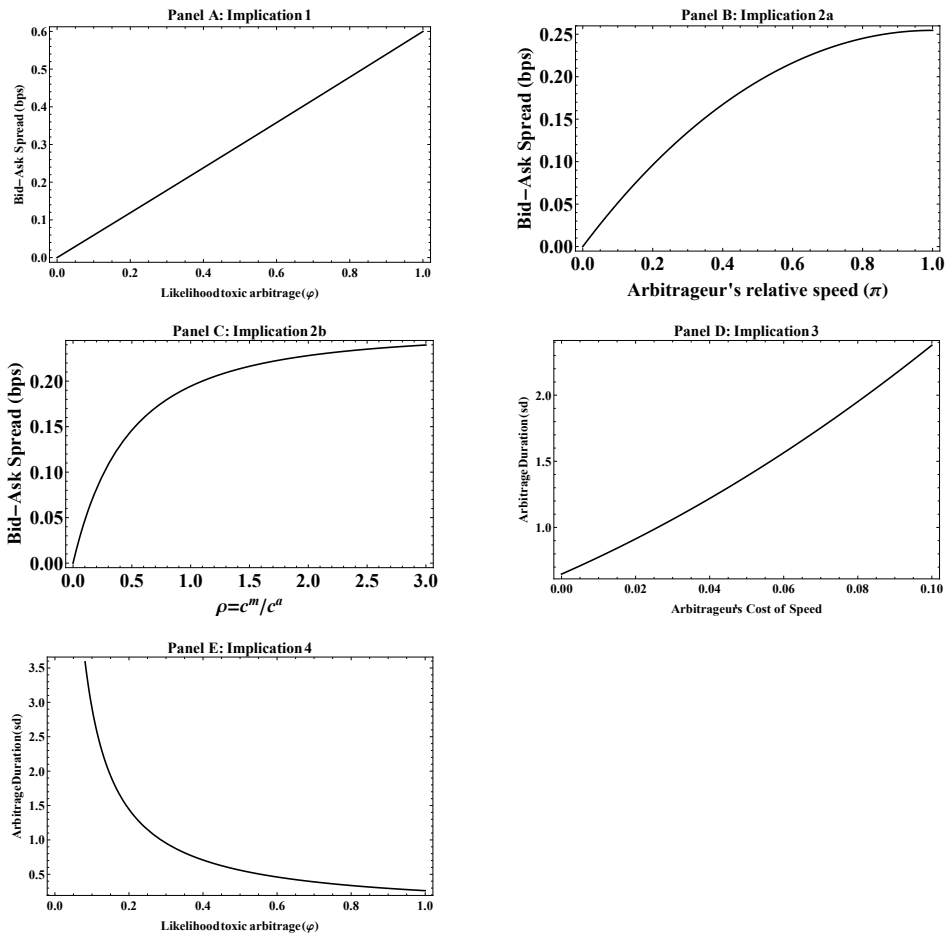 Panel A: Implication 1
0.6
0.5
0.4
0.3
0.2
0.1
0.0
Bid-Ask Spread (bps)
0.0 0.2 0.4 0.6 0.8 1.0
Likelihood toxic arbitrage (φ)
Panel B: Implication 2a
0.25
0.20
0.15
0.10
0.05
0.00
Bid-Ask Spread (bps)
0.0 0.2 0.4 0.6 0.8 1.0
Arbitrageur's relative speed (π)
Panel C: Implication 2b
0.20
0.15
0.10
0.05
0.00
Bid-Ask Spread (bps)
0.0 0.5 1.0 1.5 2.0 2.5 3.0
ρ=c^m/c^a
Panel D: Implication 3
2.0
1.5
1.0
Arbitrage Duration (sd)
0.00 0.02 0.04 0.06 0.08 0.10
Arbitrageur's Cost of Speed
Panel E: Implication 4
3.5
3.0
2.5
2.0
1.5
1.0
0.5
Arbitrage Duration (sd)
0.0 0.2 0.4 0.6 0.8 1.0
Likelihood toxic arbitrage (φ)